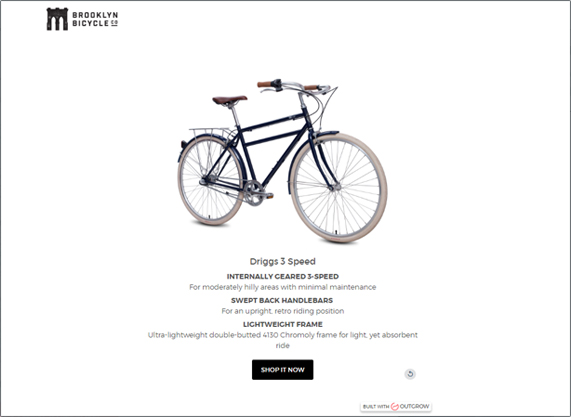 BROOKLYN
BICYCLE CO
Driggs 3 Speed
INTERNALLY GEARED 3-SPEED
For moderately hilly areas with minimal maintenance
SWEPT BACK HANDLEBARS
For an upright, retro riding position
LIGHTWEIGHT FRAME
Ultra-lightweight double-butted 4130 Chromoly frame for light, yet absorbent
ride
SHOP IT NOW
BUILT WITH OUTGROW